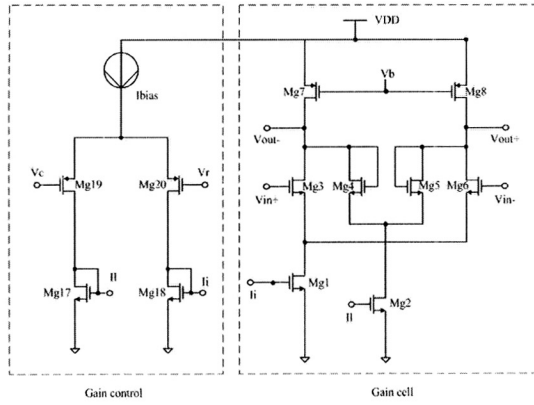 VDD
Ibias
Mg7
Vb
Mg8
Vout-
Vout+
Vc
Mg19
Mg20
Vr
Mg3
Mg4
Mg5
Mg6
Vin+
Vin-
Mg17
Il
Mg18
Ii
Ii
Mg1
Il
Mg2
Gain control
Gain cell